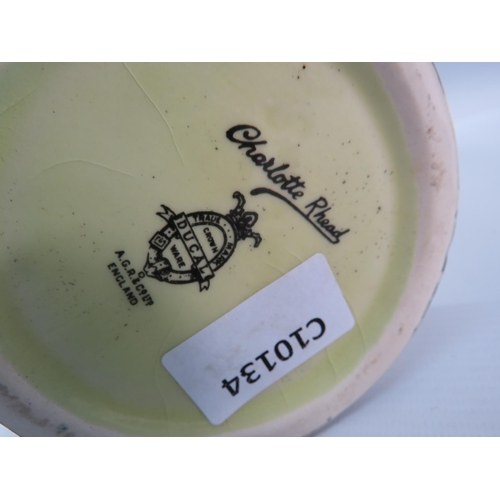 Charlotte Rhead
TRADE MARK
CROWN
DUCAL
WARE
A.G.R. & Co LTD
ENGLAND
C10134